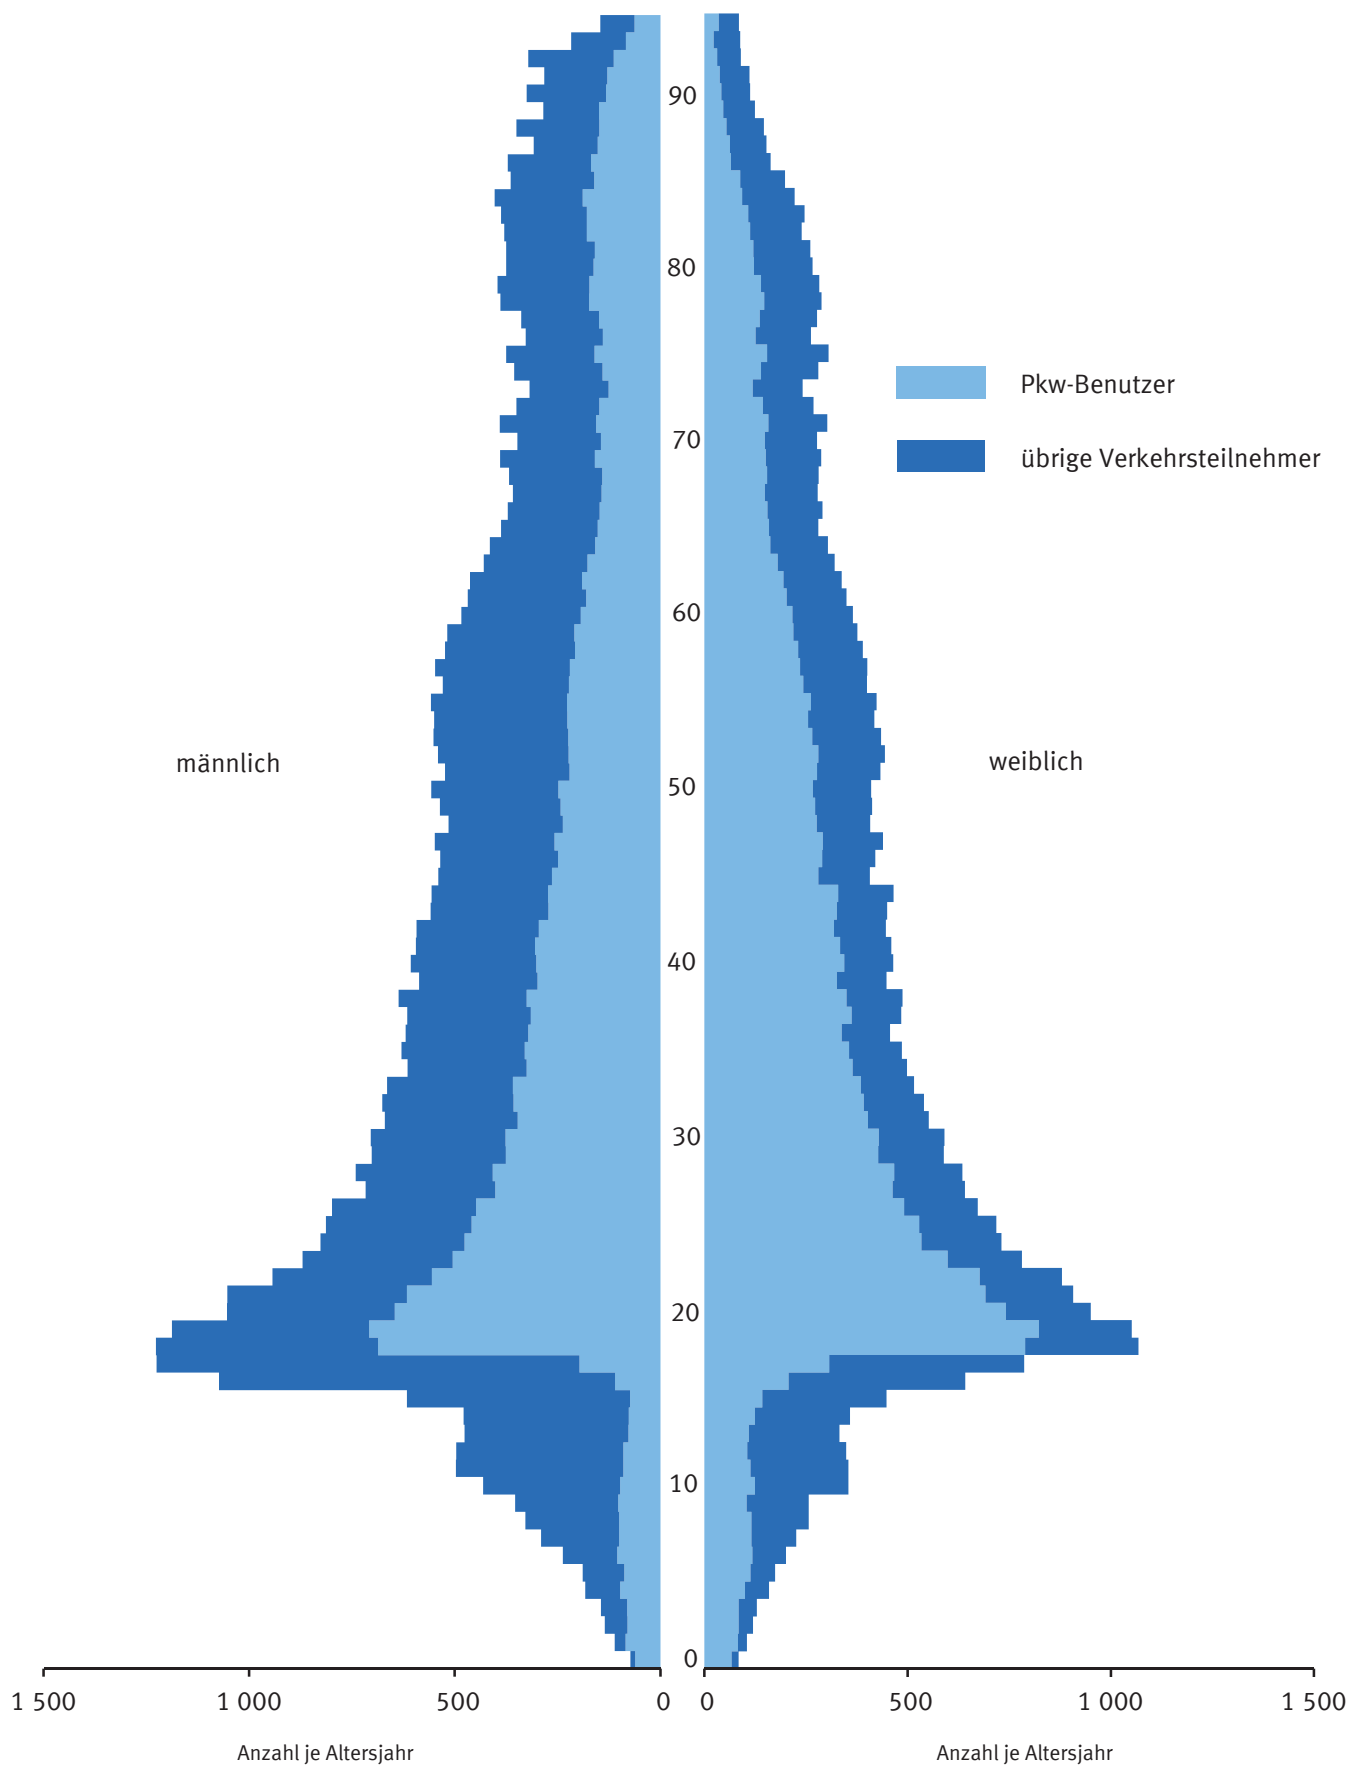 90
80
Pkw-Benutzer
70
übrige Verkehrsteilnehmer
60
männlich
weiblich
50
40
30
20
10
0
1 500 1 000 500 0 0 500 1 000 1 500
Anzahl je Altersjahr Anzahl je Altersjahr